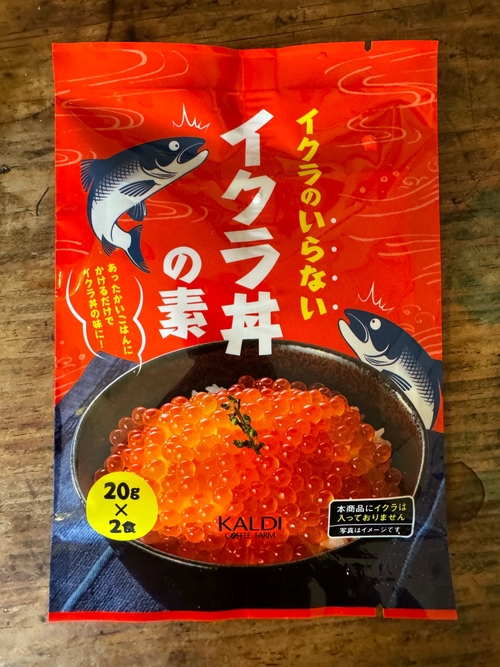 イクラのいらない
イクラ丼
の素
あったかいごはんに
かけるだけで
イクラ丼の味に!
20g
×
2食
KALDI
COFFEE FARM
本商品にイクラは
入っておりません
写真はイメージです